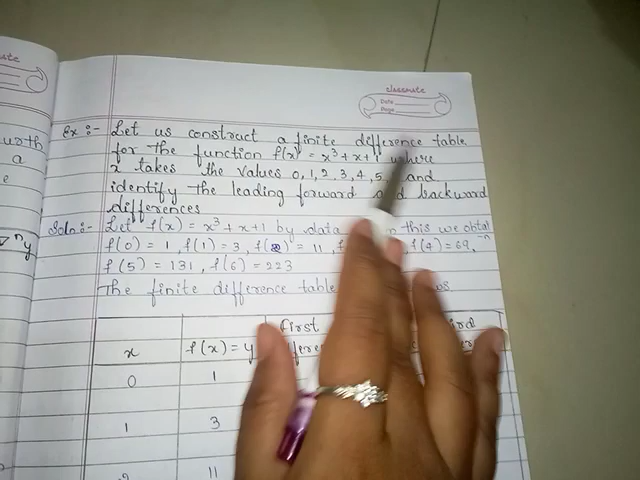 classmate
Date
Page
Ex :- Let us construct a finite difference table
for the function f(x) = x³ + x + 1 where
x takes the values 0, 1, 2, 3, 4, 5, and
identify the leading forward and backward
differences
Soln :- Let f(x) = x³ + x + 1 by data this we obtai
-n
f(0) = 1, f(1) = 3, f(2) = 11, f(4) = 69,
f(5) = 131, f(6) = 223
The finite difference table
x f(x) = y First
0 1
1 3
2 11
urth
a
e